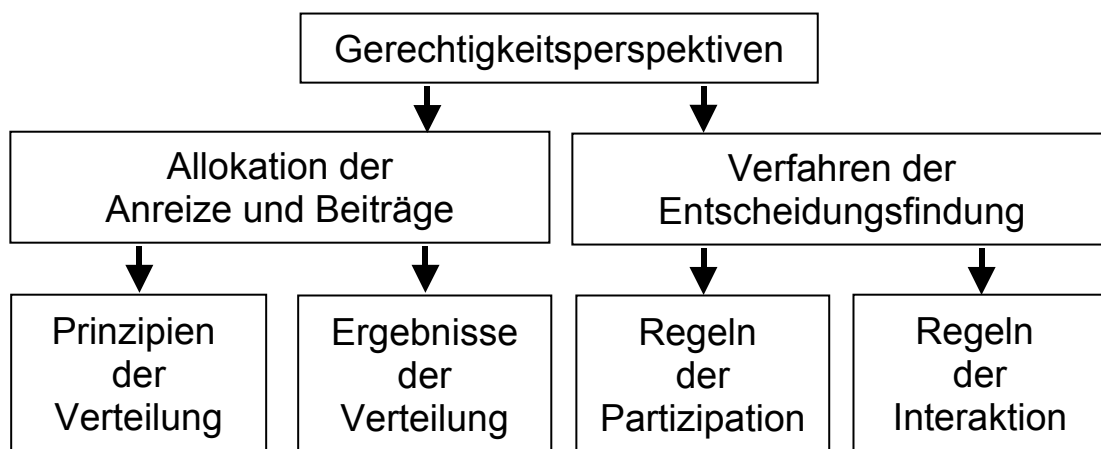 Gerechtigkeitsperspektiven
Allokation der
Anreize und Beiträge
Verfahren der
Entscheidungsfindung
Prinzipien
der
Verteilung
Ergebnisse
der
Verteilung
Regeln
der
Partizipation
Regeln
der
Interaktion